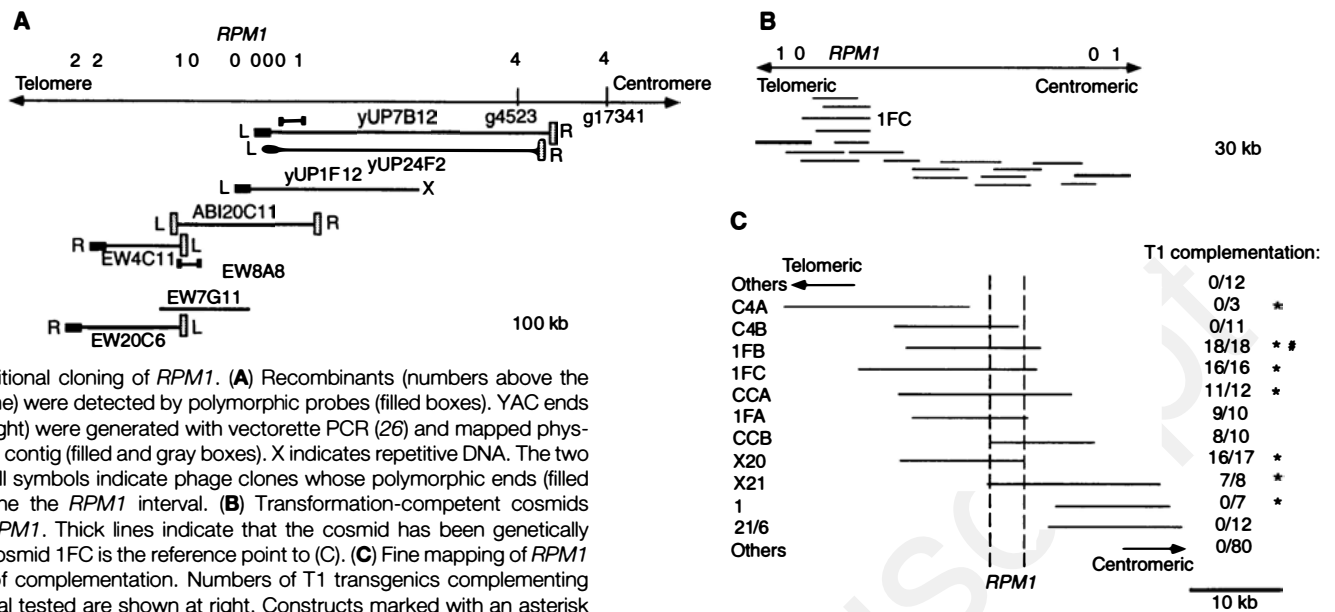 A
RPM1
2 2 1 0 0 0 0 0 1 4 4
Telomere Centromere
g4523 g17341
L yUP7B12 R
L yUP24F2 R
L yUP1F12 X
L ABI20C11 R
R EW4C11 L
EW8A8
EW7G11
R EW20C6 L
100 kb
itional cloning of RPM1. (A) Recombinants (numbers above the
ne) were detected by polymorphic probes (filled boxes). YAC ends
ght) were generated with vectorette PCR (26) and mapped phys-
contig (filled and gray boxes). X indicates repetitive DNA. The two
ll symbols indicate phage clones whose polymorphic ends (filled
ne the RPM1 interval. (B) Transformation-competent cosmids
PM1. Thick lines indicate that the cosmid has been genetically
osmid 1FC is the reference point to (C). (C) Fine mapping of RPM1
of complementation. Numbers of T1 transgenics complementing
al tested are shown at right. Constructs marked with an asterisk
B
1 0 RPM1 0 1
Telomeric Centromeric
1FC
30 kb
C
T1 complementation:
Telomeric
Others 0/12
C4A 0/3 *
C4B 0/11
1FB 18/18 * #
1FC 16/16 *
CCA 11/12 *
1FA 9/10
CCB 8/10
X20 16/17 *
X21 7/8 *
1 0/7 *
21/6 0/12
Others 0/80
Centromeric
RPM1
10 kb